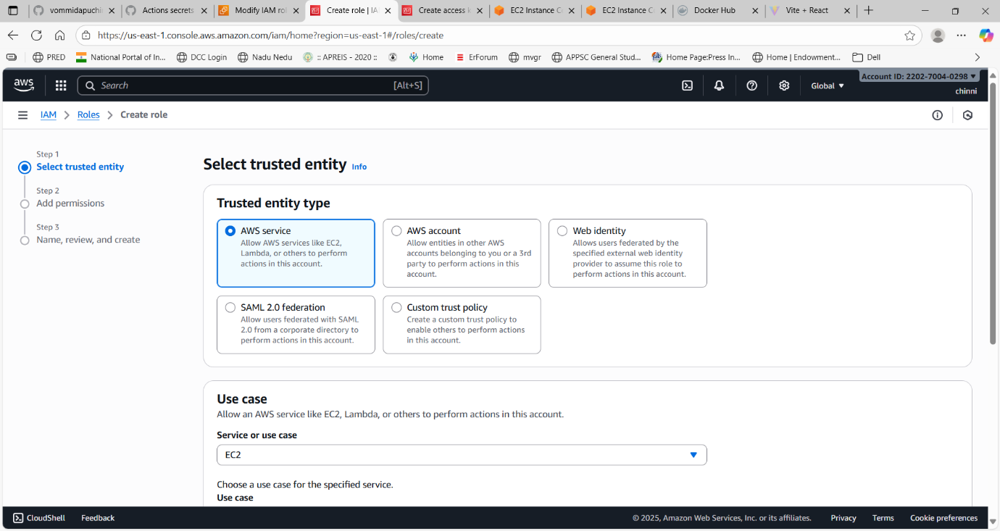 vommidapuchi
Actions secrets
Modify IAM rol
Create role | IA
Create access k
EC2 Instance Co
EC2 Instance Co
Docker Hub
Vite + React
https://us-east-1.console.aws.amazon.com/iam/home?region=us-east-1#/roles/create
PRED
National Portal of In...
DCC Login
Nadu Nedu
:: APREIS - 2020 ::
Home
ErForum
mvgr
APPSC General Stud...
Home Page:Press In...
Home | Endowment...
Dell
aws
Search
[Alt+S]
Global
Account ID: 2202-7004-0298
chinni
IAM
Roles
Create role
Step 1
Select trusted entity
Step 2
Add permissions
Step 3
Name, review, and create
Select trusted entity Info
Trusted entity type
AWS service
Allow AWS services like EC2,
Lambda, or others to perform
actions in this account.
AWS account
Allow entities in other AWS
accounts belonging to you or a 3rd
party to perform actions in this
account.
Web identity
Allows users federated by the
specified external web identity
provider to assume this role to
perform actions in this account.
SAML 2.0 federation
Allow users federated with SAML
2.0 from a corporate directory to
perform actions in this account.
Custom trust policy
Create a custom trust policy to
enable others to perform actions
in this account.
Use case
Allow an AWS service like EC2, Lambda, or others to perform actions in this account.
Service or use case
EC2
Choose a use case for the specified service.
Use case
CloudShell
Feedback
© 2025, Amazon Web Services, Inc. or its affiliates.
Privacy
Terms
Cookie preferences